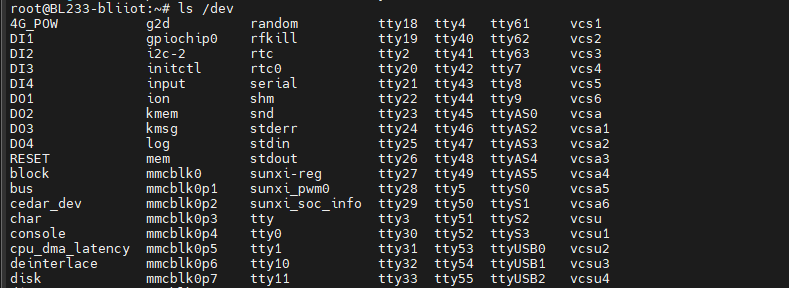 root@BL233-bliiot:~# ls /dev
4G_POW g2d random tty18 tty4 tty61 vcs1
DI1 gpiochip0 rfkill tty19 tty40 tty62 vcs2
DI2 i2c-2 rtc tty2 tty41 tty63 vcs3
DI3 initctl rtc0 tty20 tty42 tty7 vcs4
DI4 input serial tty21 tty43 tty8 vcs5
DO1 ion shm tty22 tty44 tty9 vcs6
DO2 kmem snd tty23 tty45 ttyAS0 vcsa
DO3 kmsg stderr tty24 tty46 ttyAS2 vcsa1
DO4 log stdin tty25 tty47 ttyAS3 vcsa2
RESET mem stdout tty26 tty48 ttyAS4 vcsa3
block mmcblk0 sunxi-reg tty27 tty49 ttyAS5 vcsa4
bus mmcblk0p1 sunxi_pwm0 tty28 tty5 ttyS0 vcsa5
cedar_dev mmcblk0p2 sunxi_soc_info tty29 tty50 ttyS1 vcsa6
char mmcblk0p3 tty tty3 tty51 ttyS2 vcsu
console mmcblk0p4 tty0 tty30 tty52 ttyS3 vcsu1
cpu_dma_latency mmcblk0p5 tty1 tty31 tty53 ttyUSB0 vcsu2
deinterlace mmcblk0p6 tty10 tty32 tty54 ttyUSB1 vcsu3
disk mmcblk0p7 tty11 tty33 tty55 ttyUSB2 vcsu4